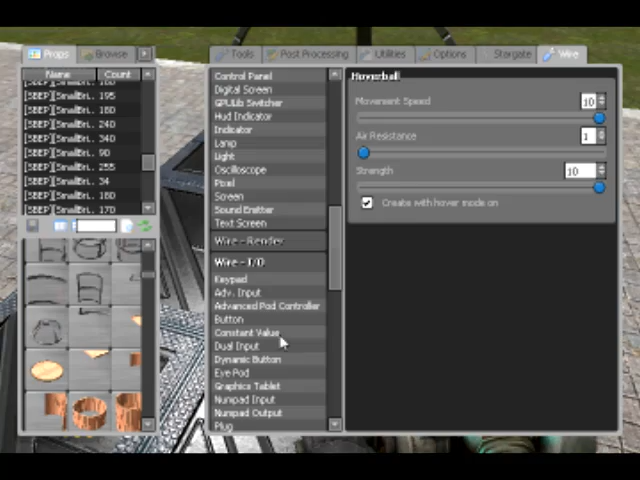 Props
Browse
Name
Count
[SBEP][SmallBri.. 195
[SBEP][SmallBri.. 180
[SBEP][SmallBri.. 240
[SBEP][SmallBri.. 340
[SBEP][SmallBri.. 90
[SBEP][SmallBri.. 255
[SBEP][SmallBri.. 34
[SBEP][SmallBri.. 180
[SBEP][SmallBri.. 170
Tools
Post Processing
Utilities
Options
Stargate
Wire
Control Panel
Digital Screen
GPULib Switcher
Hud Indicator
Indicator
Lamp
Light
Oscilloscope
Pixel
Screen
Sound Emitter
Text Screen
Wire - Render
Wire - I/O
Keypad
Adv. Input
Advanced Pod Controller
Button
Constant Value
Dual Input
Dynamic Button
Eye Pod
Graphics Tablet
Numpad Input
Numpad Output
Plug
Hoverball
Movement Speed 10
Air Resistance 1
Strength 10
Create with hover mode on